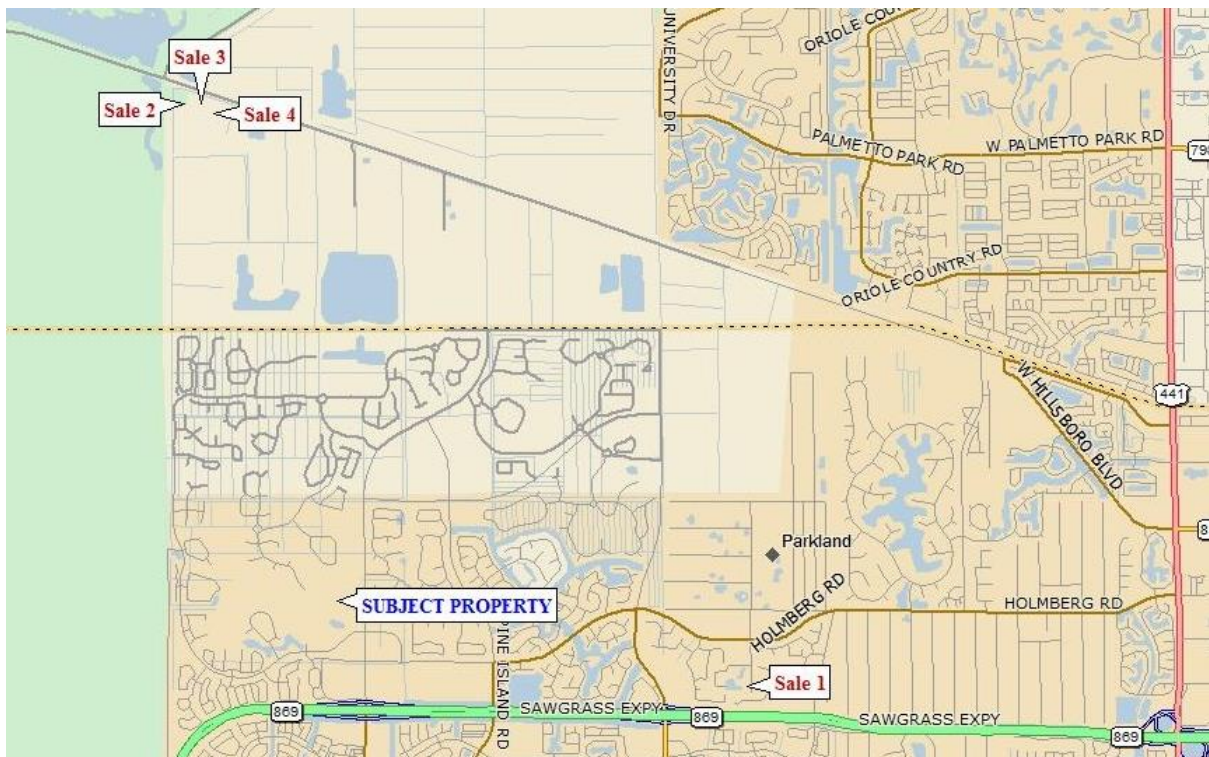 UNIVERSITY DR
ORIOLE COU
Sale 3
Sale 2
Sale 4
PALMETTO PARK RD
W PALMETTO PARK RD
798
ORIOLE COUNTRY RD
W HILLSBORO BLVD
441
8
Parkland
SUBJECT PROPERTY
HOLMBERG RD
HOLMBERG RD
PINE ISLAND RD
Sale 1
869
SAWGRASS EXPY
869
SAWGRASS EXPY
869